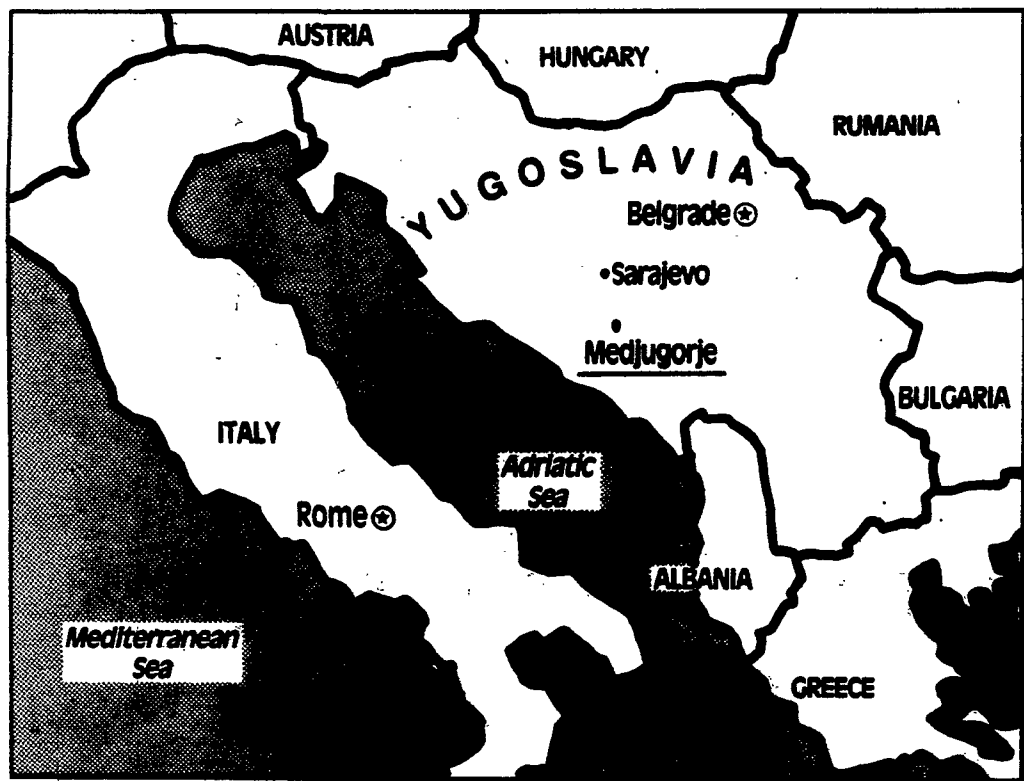 AUSTRIA
HUNGARY
RUMANIA
YUGOSLAVIA
Belgrade
Sarajevo
Medjugorje
BULGARIA
ITALY
Adriatic
Sea
Rome
ALBANIA
Mediterranean
Sea
GREECE